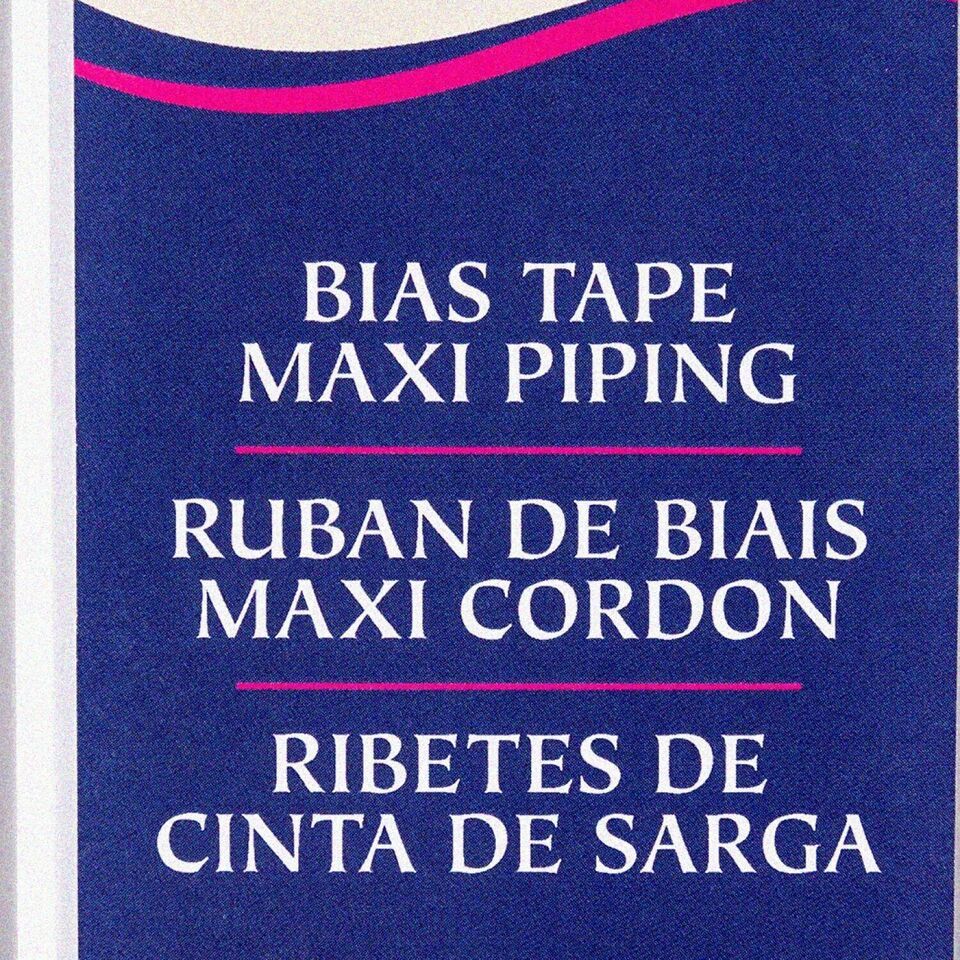 BIAS TAPE
MAXI PIPING
RUBAN DE BIAIS
MAXI CORDON
RIBETES DE
CINTA DE SARGA